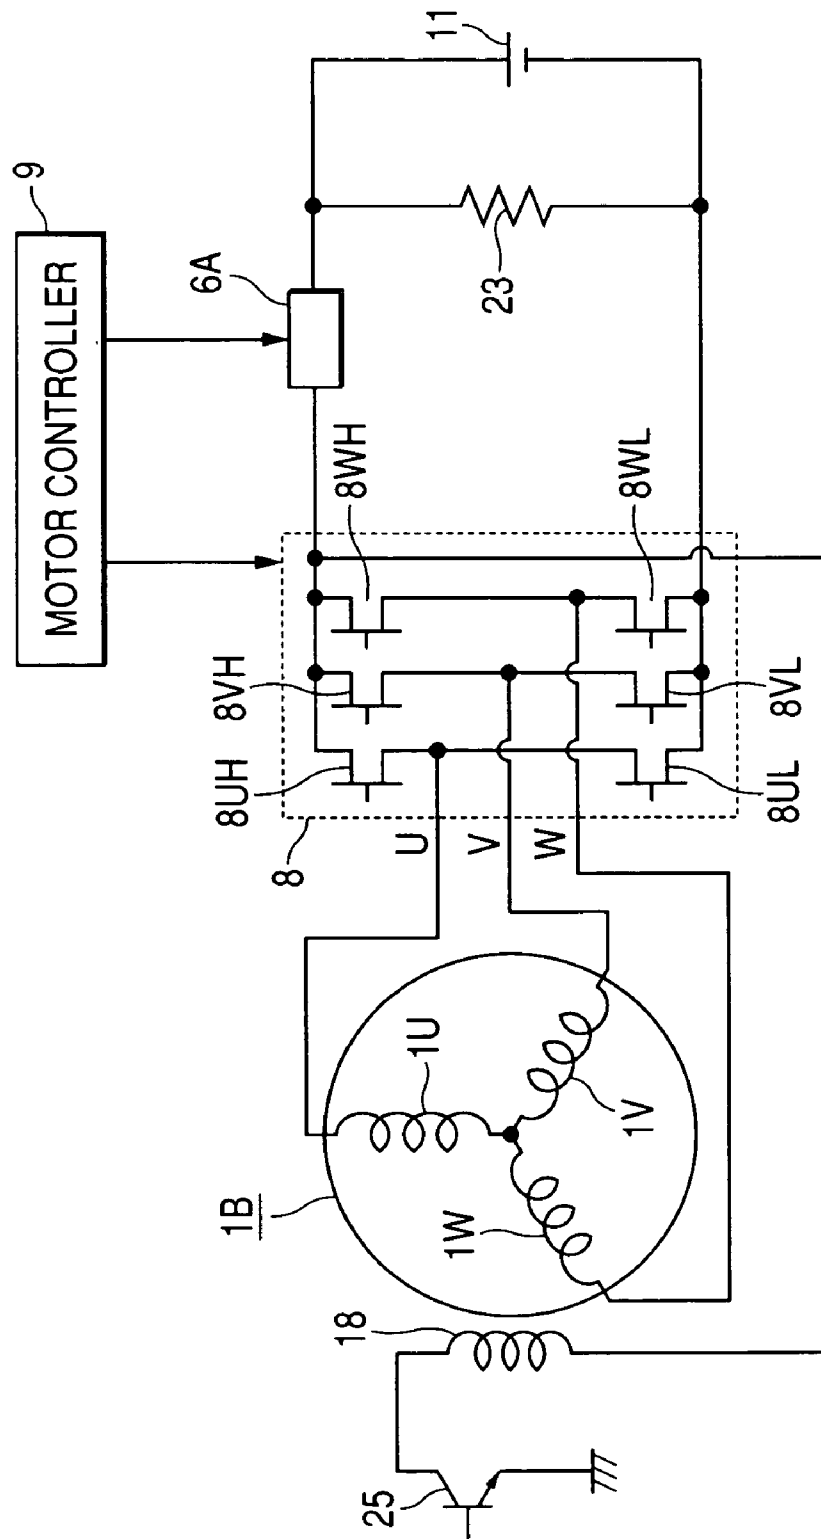 MOTOR CONTROLLER
9
6A
11
23
8WH
8WL
8VH
8VL
8UH
8UL
8
U
V
W
1U
1V
1W
1B
18
25